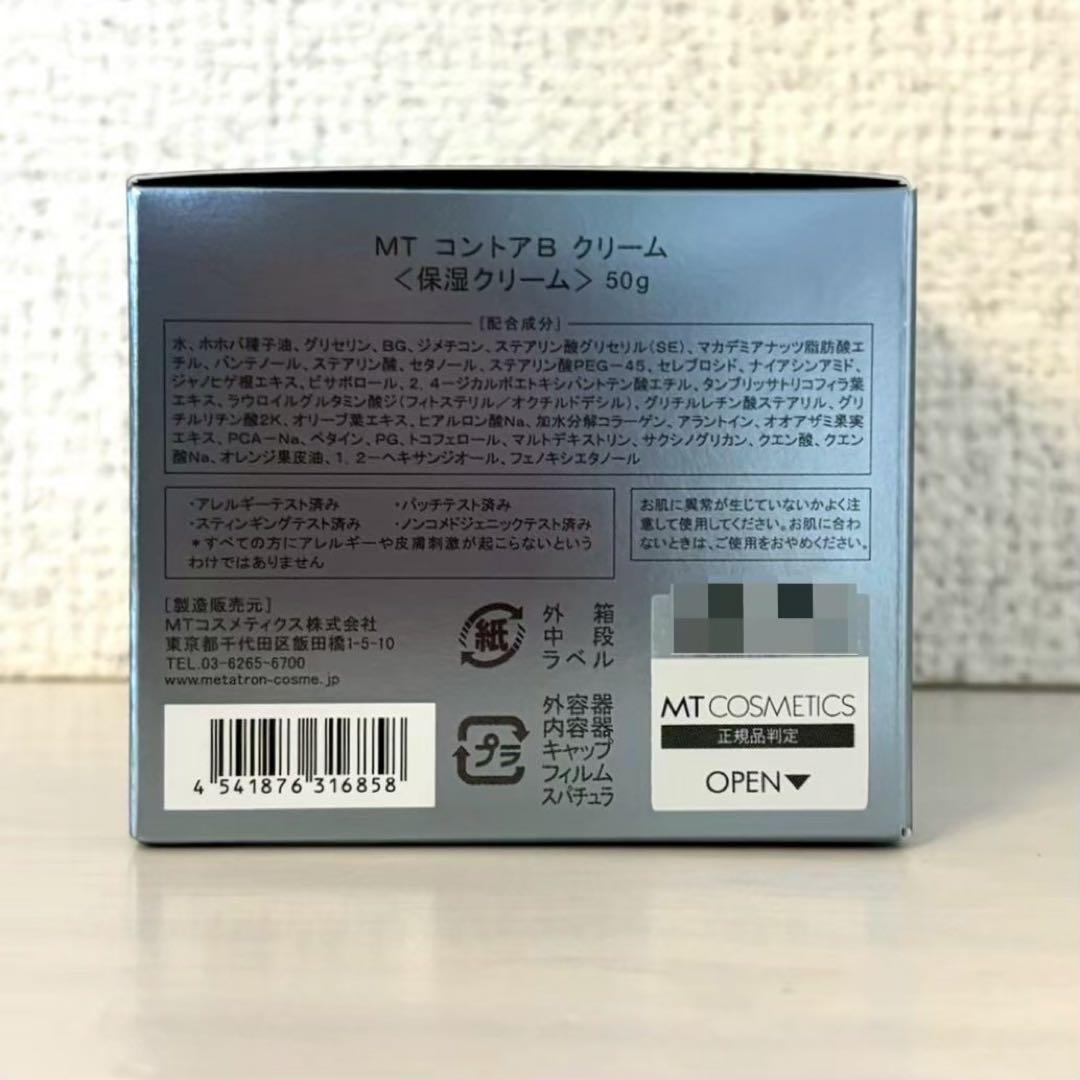 MT コントアB クリーム
＜保湿クリーム＞ 50g
［配合成分］
水、ホホバ種子油、グリセリン、BG、ジメチコン、ステアリン酸グリセリル（SE）、マカデミアナッツ脂肪酸エ
チル、パンテノール、ステアリン酸、セタノール、ステアリン酸PEG－45、セレブロシド、ナイアシンアミド、
ジャノヒゲ根エキス、ビサボロール、2，4－ジカルボエトキシパントテン酸エチル、タンブリッサトリコフィラ葉
エキス、ラウロイルグルタミン酸ジ（フィトステリル／オクチルドデシル）、グリチルレチン酸ステアリル、グリ
チルリチン酸2K、オリーブ葉エキス、ヒアルロン酸Na、加水分解コラーゲン、アラントイン、オオアザミ果実
エキス、PCA－Na、ベタイン、PG、トコフェロール、マルトデキストリン、サクシノグリカン、クエン酸、クエン
酸Na、オレンジ果皮油、1，2－ヘキサンジオール、フェノキシエタノール
・アレルギーテスト済み ・パッチテスト済み
・スティンギングテスト済み ・ノンコメドジェニックテスト済み
＊すべての方にアレルギーや皮膚刺激が起こらないという
わけではありません
お肌に異常が生じていないかよく注
意して使用してください。お肌に合わ
ないときは、ご使用をおやめください。
［製造販売元］
MTコスメティクス株式会社
東京都千代田区飯田橋1-5-10
TEL.03-6265-6700
www.metatron-cosme.jp
紙
外箱
中段
ラベル
プラ
外容器
内容器
キャップ
フィルム
スパチュラ
4 541876 316858
MT COSMETICS
正規品判定
OPEN▼